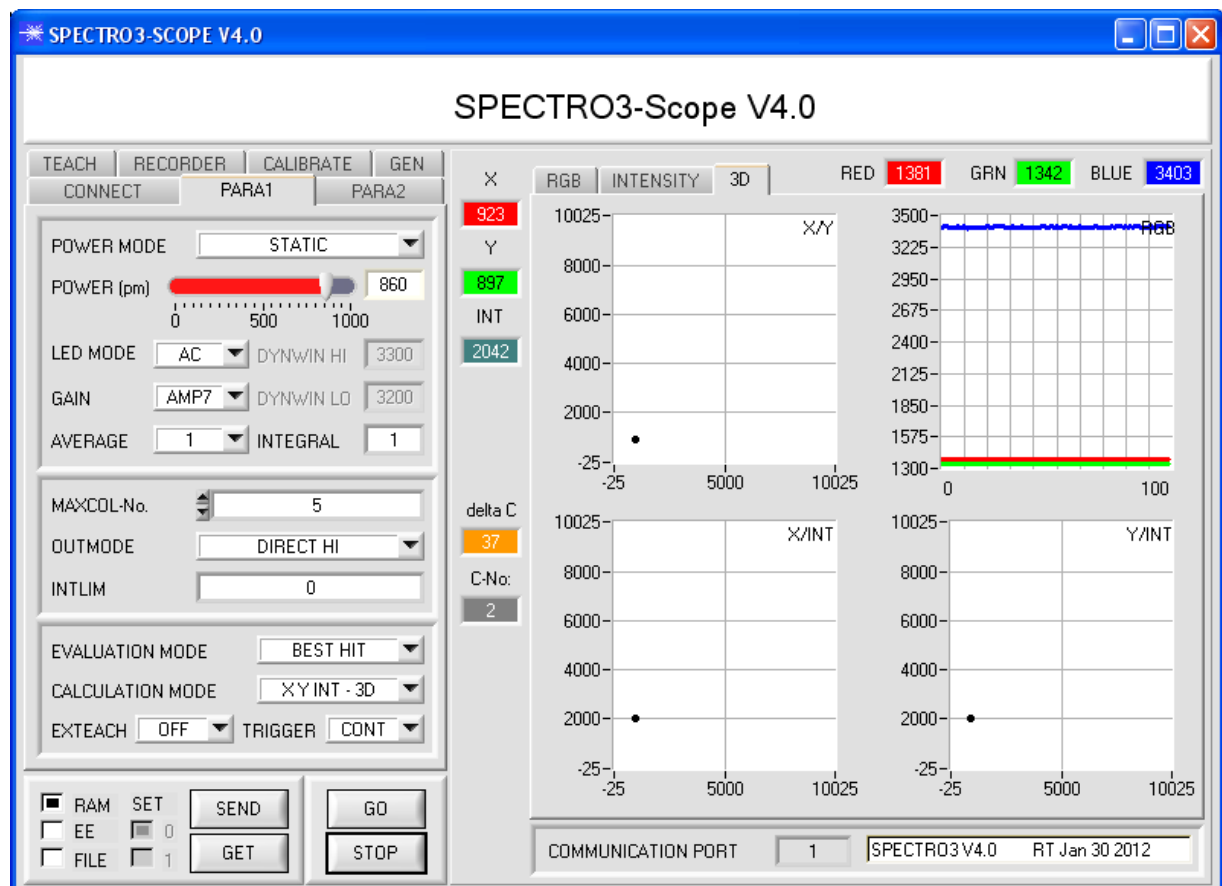 SPECTRO3-SCOPE V4.0
SPECTRO3-Scope V4.0
TEACH RECORDER CALIBRATE GEN
CONNECT PARA1 PARA2
POWER MODE STATIC
POWER (pm) 860
0 500 1000
LED MODE AC DYNWIN HI 3300
GAIN AMP7 DYNWIN LO 3200
AVERAGE 1 INTEGRAL 1
MAXCOL-No. 5
OUTMODE DIRECT HI
INTLIM 0
EVALUATION MODE BEST HIT
CALCULATION MODE X Y INT - 3D
EXTEACH OFF TRIGGER CONT
RAM SET SEND GO
EE 0
FILE 1 GET STOP
X
923
Y
897
INT
2042
delta C
37
C-No:
2
RGB INTENSITY 3D RED 1381 GRN 1342 BLUE 3403
X/Y
10025
8000
6000
4000
2000
-25
-25 5000 10025
RGB
3500
3225
2950
2675
2400
2125
1850
1575
1300
0 100
X/INT
10025
8000
6000
4000
2000
-25
-25 5000 10025
Y/INT
10025
8000
6000
4000
2000
-25
-25 5000 10025
COMMUNICATION PORT 1 SPECTRO3 V4.0 RT Jan 30 2012